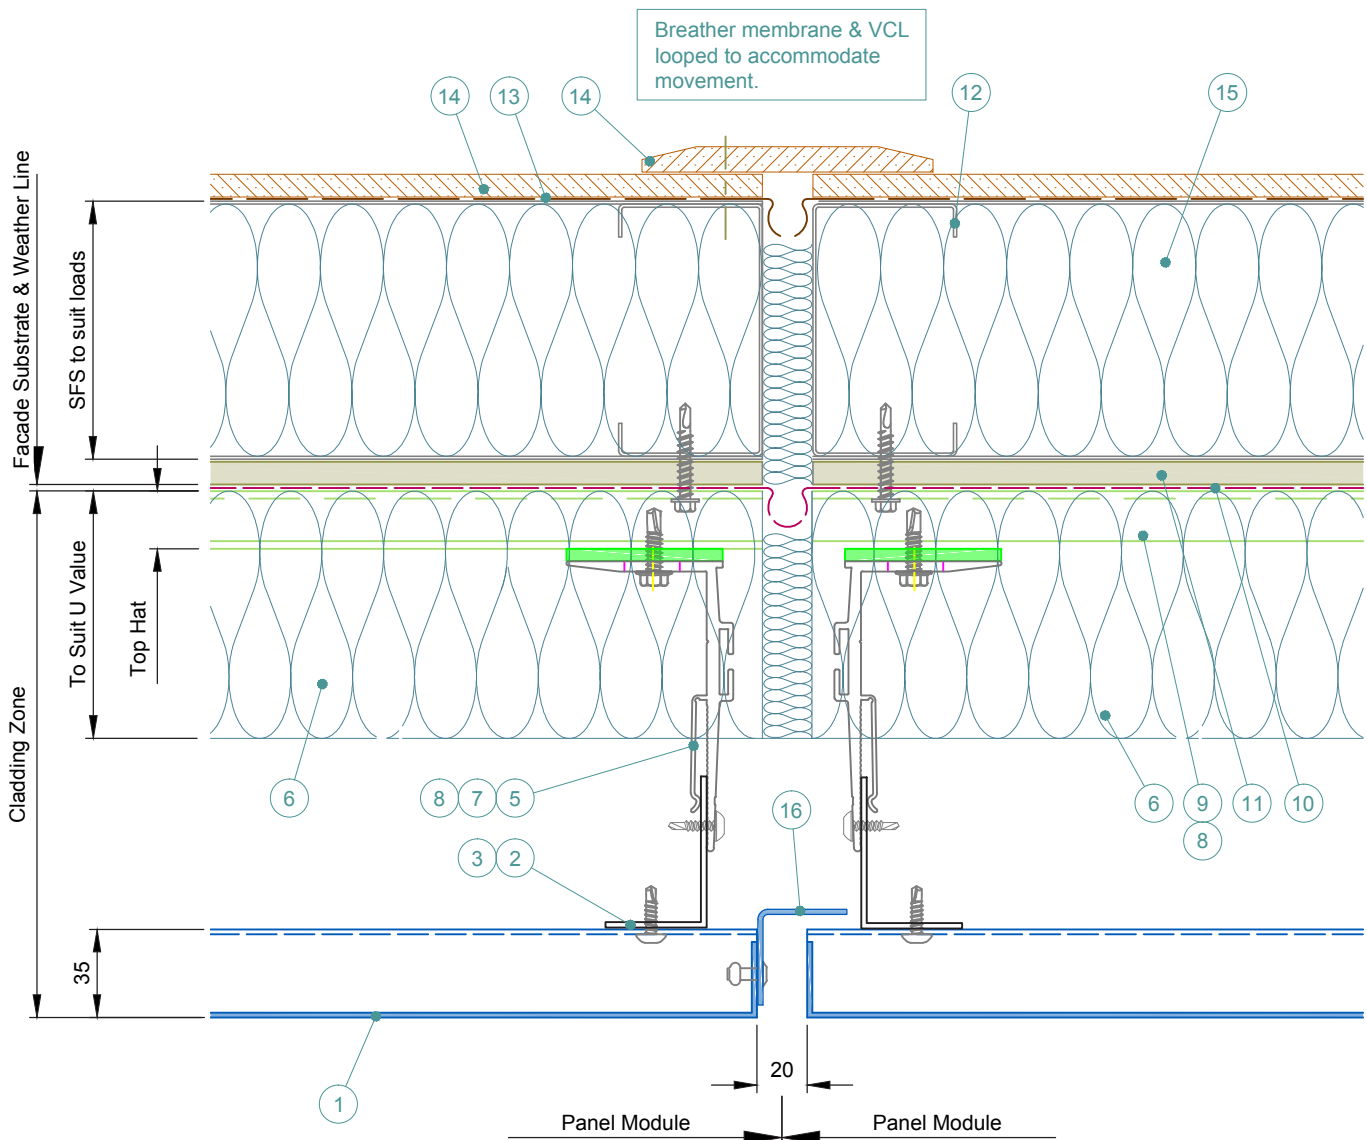 Breather membrane & VCL
looped to accommodate
movement.
14
13
14
12
15
Facade Substrate & Weather Line
SFS to suit loads
To Suit U Value
Top Hat
Cladding Zone
6
8
7
5
3
2
16
6
9
8
11
10
35
1
20
Panel Module
Panel Module